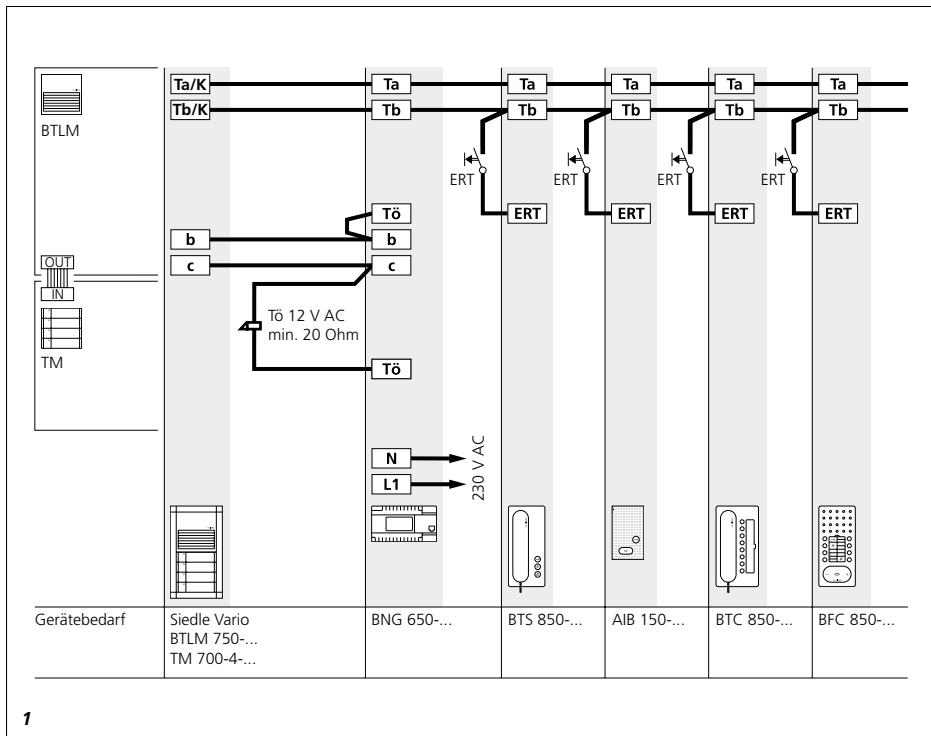 Ta/K Ta Ta Ta Ta Ta
Tb/K Tb Tb Tb Tb Tb
BTLM
ERT ERT ERT ERT
Tö ERT ERT ERT ERT
b b
c c
OUT
IN
Tö 12 V AC
min. 20 Ohm
TM
Tö
N
L1
230 V AC
Gerätebedarf
Siedle Vario
BTLM 750-...
TM 700-4-...
BNG 650-...
BTS 850-...
AIB 150-...
BTC 850-...
BFC 850-...
1